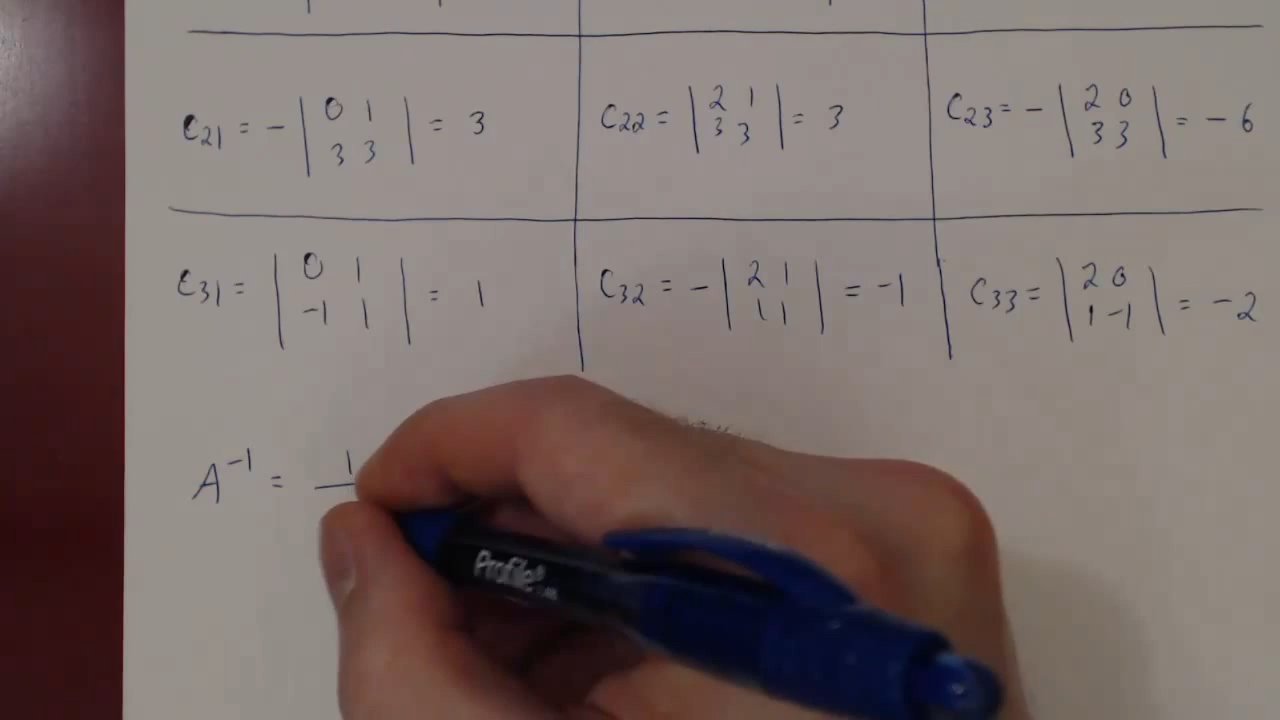 C21 = - | 0 1 | = 3
| 3 3 |
C22 = | 2 1 | = 3
| 3 3 |
C23 = - | 2 0 | = - 6
| 3 3 |
C31 = | 0 1 | = 1
| -1 1 |
C32 = - | 2 1 | = -1
| 1 1 |
C33 = | 2 0 | = -2
| 1 -1 |
A^-1 = 1
Profile